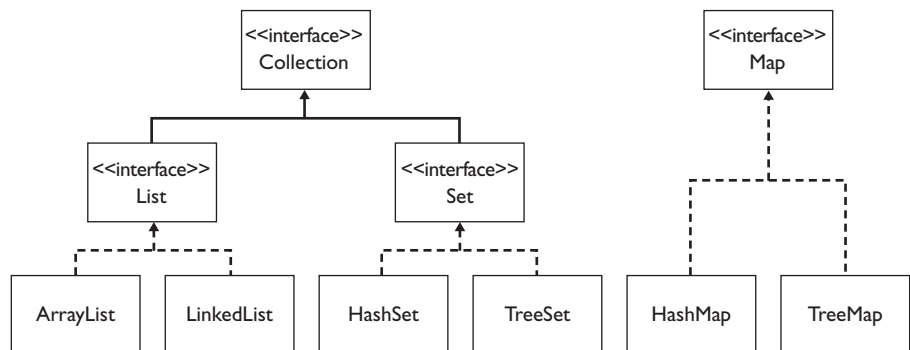 <<interface>>
Collection
<<interface>>
Map
<<interface>>
List
<<interface>>
Set
ArrayList
LinkedList
HashSet
TreeSet
HashMap
TreeMap